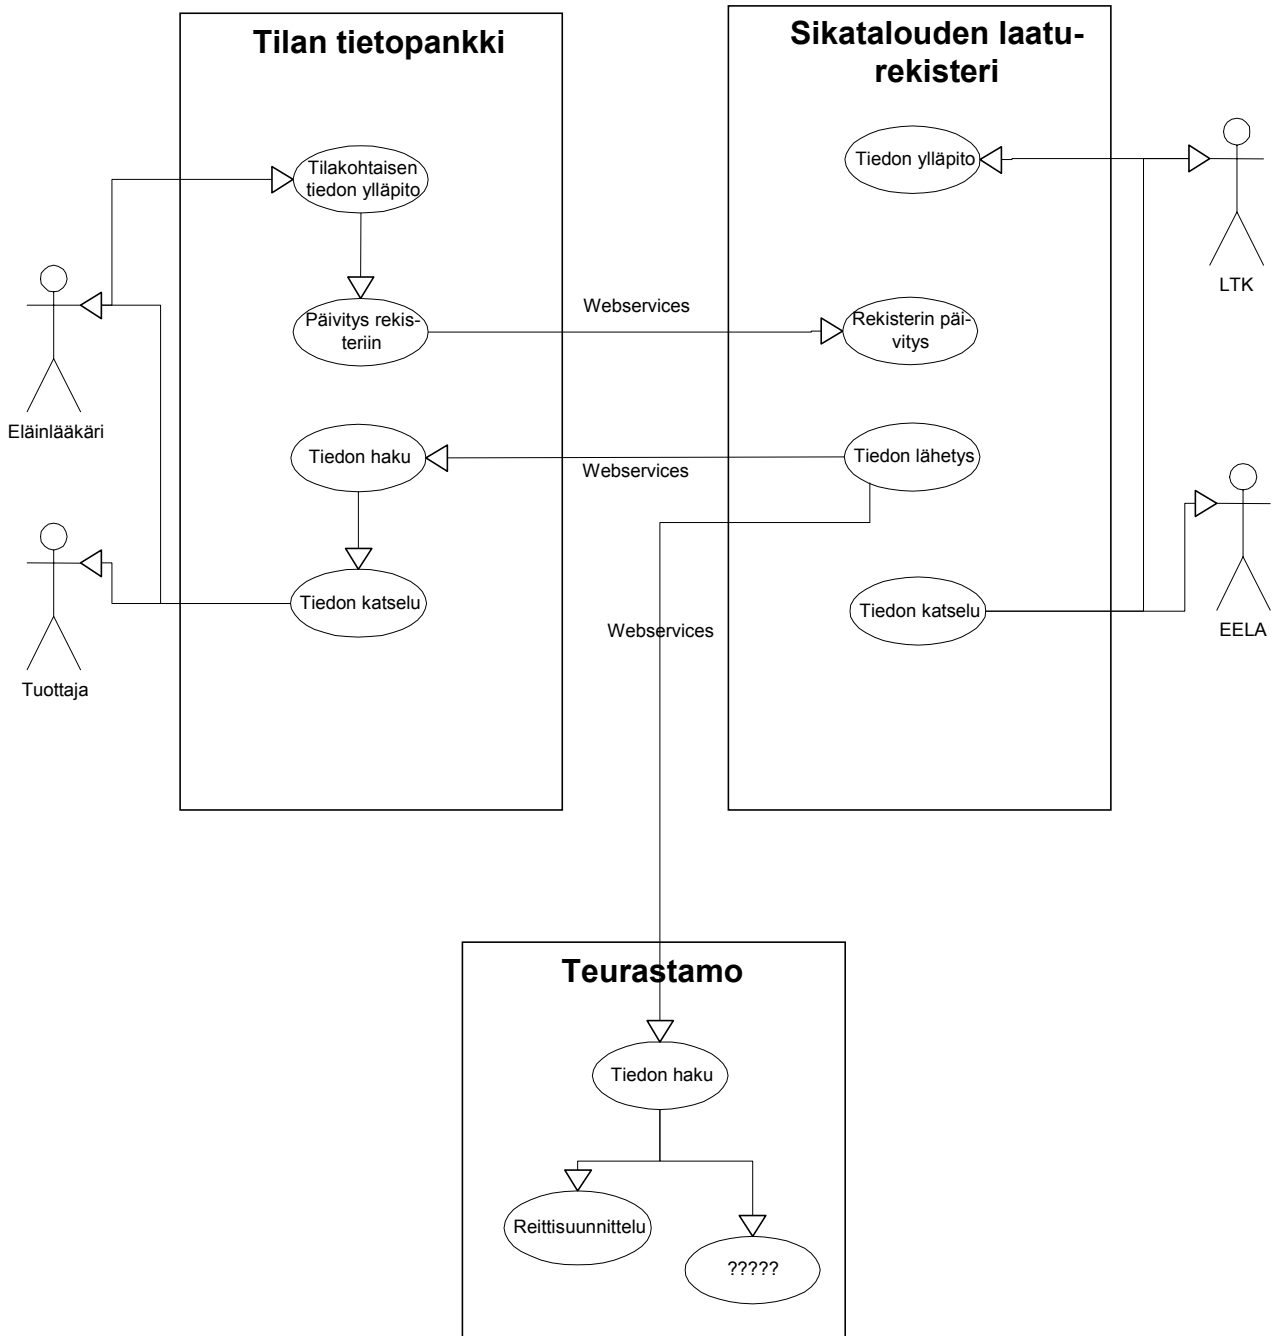 Tilan tietopankki
Sikatalouden laatu-
rekisteri
Tilakohtaisen
tiedon ylläpito
Tiedon ylläpito
LTK
Eläinlääkäri
Päivitys rekis-
teriin
Webservices
Rekisterin päi-
vitys
Tiedon haku
Webservices
Tiedon lähetys
Tuottaja
Tiedon katselu
Webservices
Tiedon katselu
EELA
Teurastamo
Tiedon haku
Reittisuunnittelu
?????